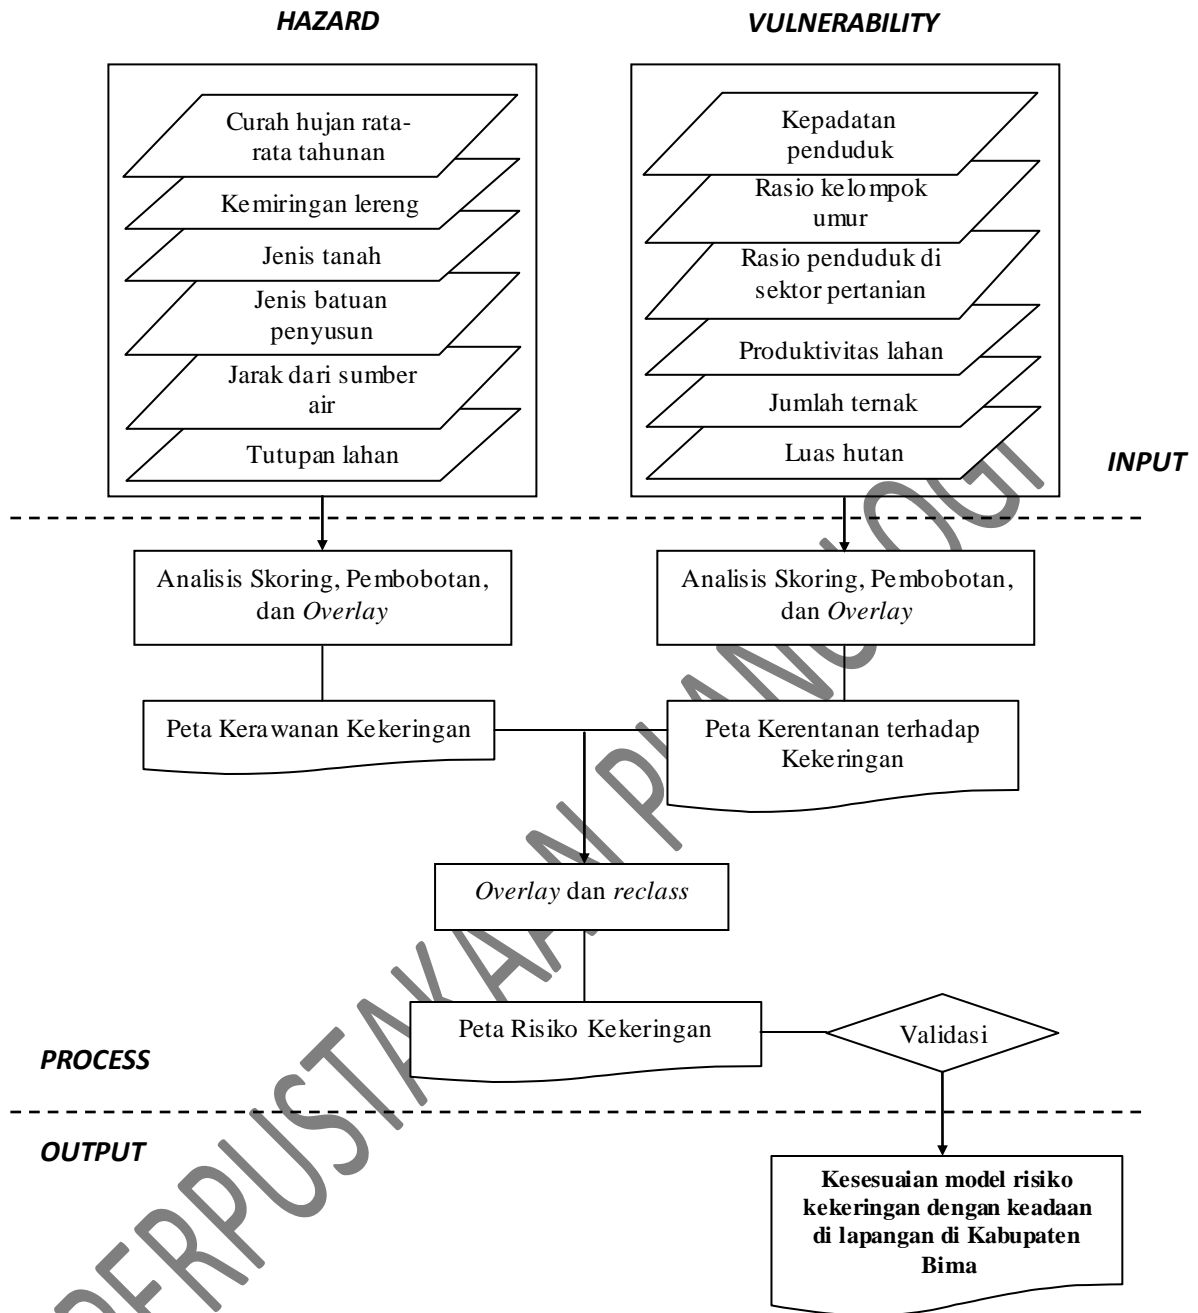 HAZARD
VULNERABILITY
Curah hujan rata-
rata tahunan
Kemiringan lereng
Jenis tanah
Jenis batuan
penyusun
Jarak dari sumber
air
Tutupan lahan
Kepadatan
penduduk
Rasio kelompok
umur
Rasio penduduk di
sektor pertanian
Produktivitas lahan
Jumlah ternak
Luas hutan
INPUT
Analisis Skoring, Pembobotan,
dan Overlay
Analisis Skoring, Pembobotan,
dan Overlay
Peta Kerawanan Kekeringan
Peta Kerentanan terhadap
Kekeringan
Overlay dan reclass
Peta Risiko Kekeringan
Validasi
PROCESS
OUTPUT
Kesesuaian model risiko
kekeringan dengan keadaan
di lapangan di Kabupaten
Bima